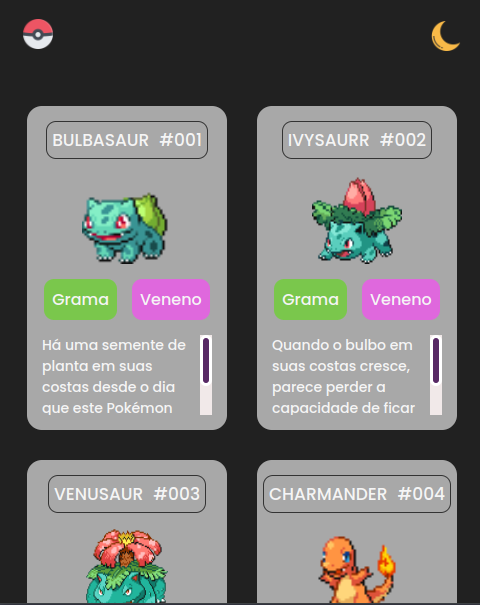 BULBASAUR #001
IVYSAURR #002
Grama
Veneno
Grama
Veneno
Há uma semente de
planta em suas
costas desde o dia
que este Pokémon
Quando o bulbo em
suas costas cresce,
parece perder a
capacidade de ficar
VENUSAUR #003
CHARMANDER #004